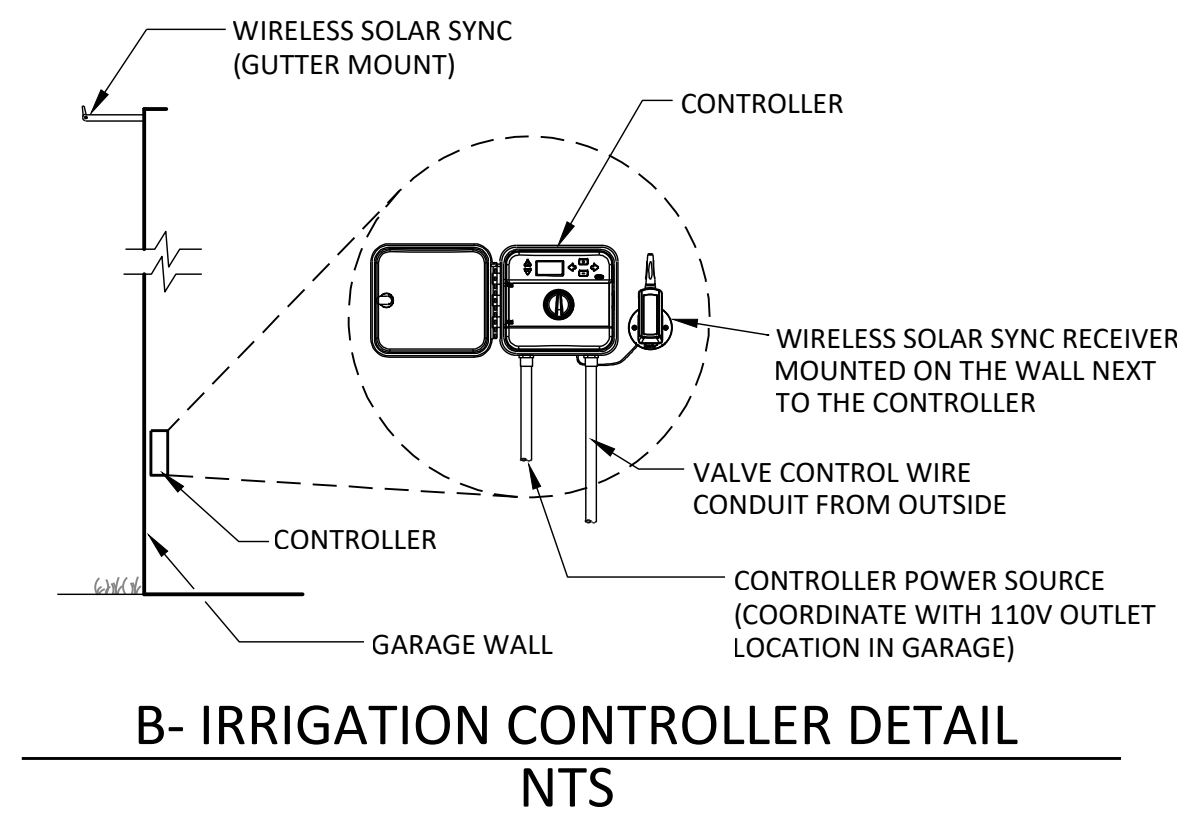 WIRELESS SOLAR SYNC
(GUTTER MOUNT)
CONTROLLER
WIRELESS SOLAR SYNC RECEIVER
MOUNTED ON THE WALL NEXT
TO THE CONTROLLER
VALVE CONTROL WIRE
CONDUIT FROM OUTSIDE
CONTROLLER
CONTROLLER POWER SOURCE
(COORDINATE WITH 110V OUTLET
LOCATION IN GARAGE)
GARAGE WALL
B- IRRIGATION CONTROLLER DETAIL
NTS